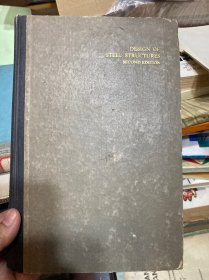 DESIGN OF
STEEL STRUCTURES
SECOND EDITION